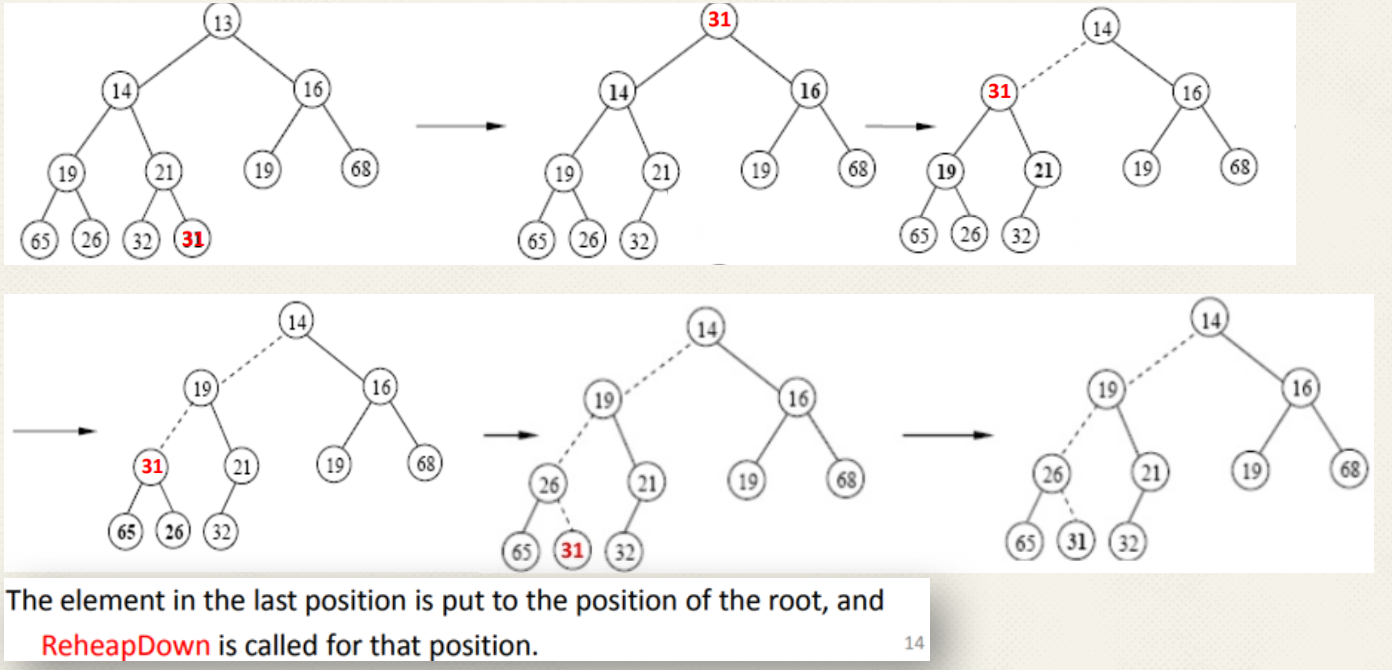 13
14 16
19 21 19 68
65 26 32 31
31
14 16
19 21 19 68
65 26 32
14
31 16
19 21 19 68
65 26 32
14
19 16
31 21 19 68
65 26 32
14
19 16
26 21 19 68
65 31 32
14
19 16
26 21 19 68
65 31 32
The element in the last position is put to the position of the root, and
ReheapDown is called for that position.
14